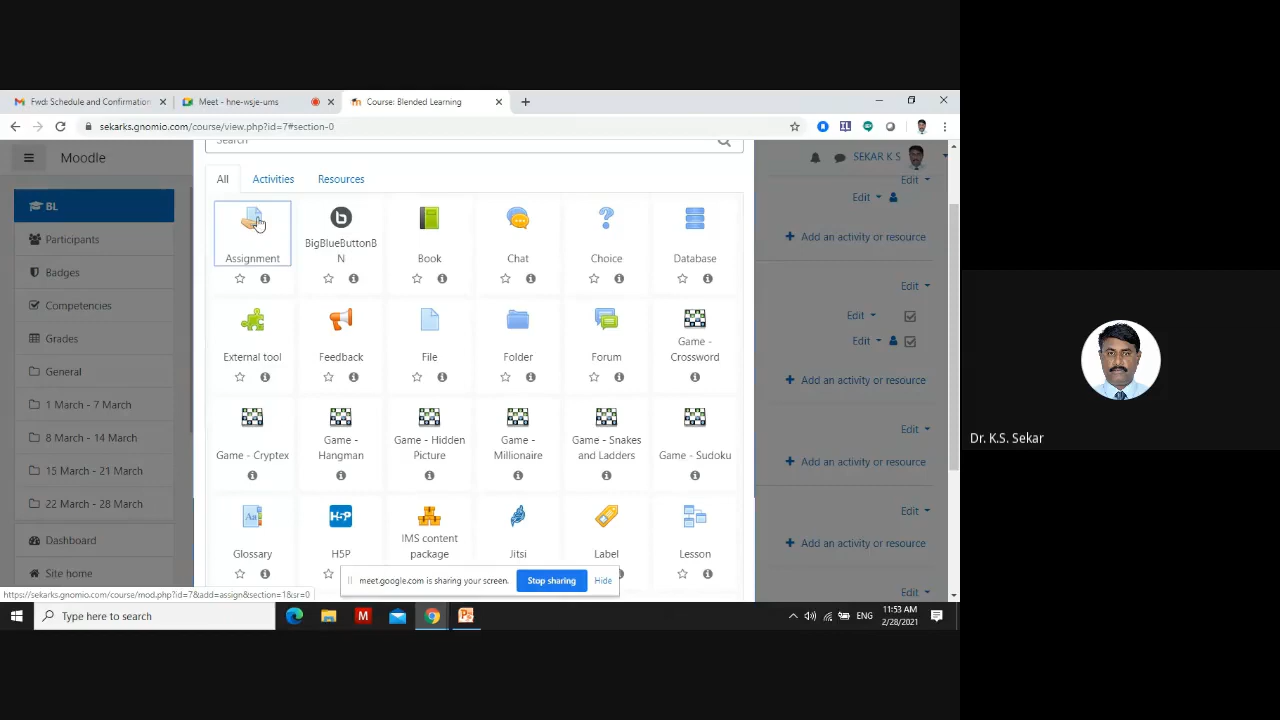 Fwd: Schedule and Confirmation
Meet - hne-wsje-ums
Course: Blended Learning
sekarks.gnomio.com/course/view.php?id=7#section-0
Moodle
Search
SEKAR K S
All
Activities
Resources
BL
Participants
Badges
Competencies
Grades
General
1 March - 7 March
8 March - 14 March
15 March - 21 March
22 March - 28 March
Dashboard
Site home
Assignment
BigBlueButtonB
N
Book
Chat
Choice
Database
External tool
Feedback
File
Folder
Forum
Game -
Crossword
Game - Cryptex
Game -
Hangman
Game - Hidden
Picture
Game -
Millionaire
Game - Snakes
and Ladders
Game - Sudoku
Glossary
H5P
IMS content
package
Jitsi
Label
Lesson
Edit
Edit
Add an activity or resource
Edit
Edit
Edit
Add an activity or resource
Edit
Add an activity or resource
Edit
Add an activity or resource
Edit
meet.google.com is sharing your screen.
Stop sharing
Hide
https://sekarks.gnomio.com/course/mod.php?id=7&add=assign&section=1&sr=0
Type here to search
ENG
11:53 AM
2/28/2021
Dr. K.S. Sekar